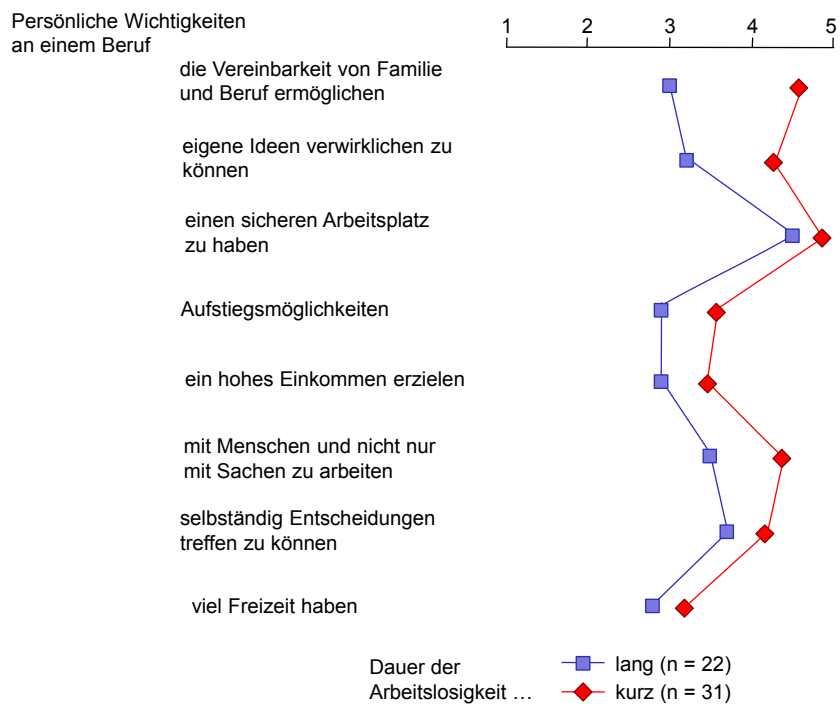 Persönliche Wichtigkeiten
an einem Beruf
1 2 3 4 5
die Vereinbarkeit von Familie
und Beruf ermöglichen
eigene Ideen verwirklichen zu
können
einen sicheren Arbeitsplatz
zu haben
Aufstiegsmöglichkeiten
ein hohes Einkommen erzielen
mit Menschen und nicht nur
mit Sachen zu arbeiten
selbständig Entscheidungen
treffen zu können
viel Freizeit haben
Dauer der
Arbeitslosigkeit …
lang (n = 22)
kurz (n = 31)